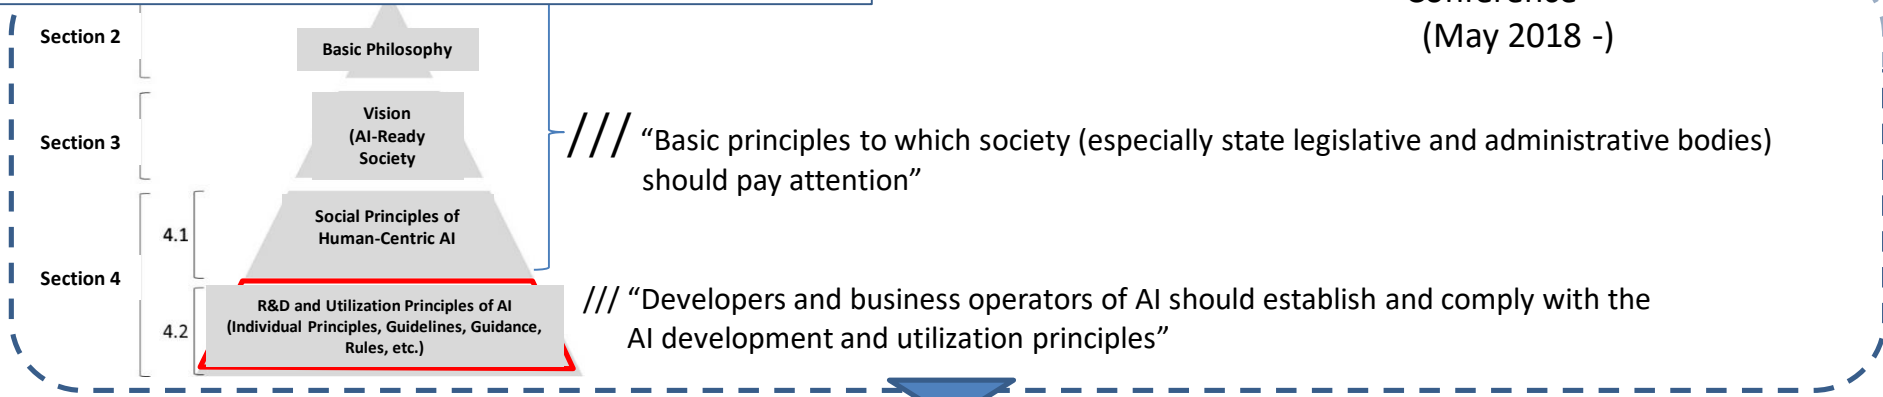 Conference
(May 2018 -)
Section 2
Basic Philosophy
Section 3
Vision
(AI-Ready
Society
/// “Basic principles to which society (especially state legislative and administrative bodies)
should pay attention”
Section 4
4.1
Social Principles of
Human-Centric AI
4.2
R&D and Utilization Principles of AI
(Individual Principles, Guidelines, Guidance,
Rules, etc.)
/// “Developers and business operators of AI should establish and comply with the
AI development and utilization principles”